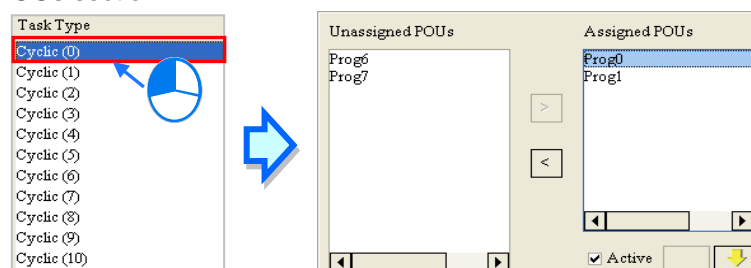 Task Type
Cyclic (0)
Cyclic (1)
Cyclic (2)
Cyclic (3)
Cyclic (4)
Cyclic (5)
Cyclic (6)
Cyclic (7)
Cyclic (8)
Cyclic (9)
Cyclic (10)
Unassigned POUs
Prog6
Prog7
>
<
Assigned POUs
Prog0
Prog1
Active